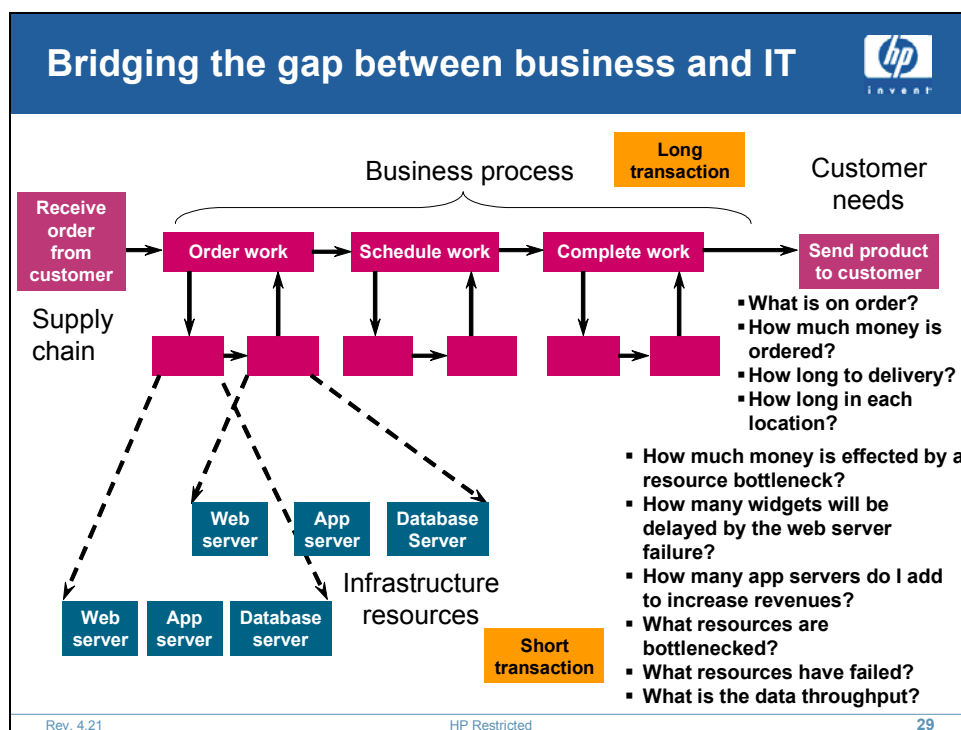 Bridging the gap between business and IT
hp
invent
Long
transaction
Business process
Customer
needs
Receive
order
from
customer
Order work
Schedule work
Complete work
Send product
to customer
Supply
chain
▪What is on order?
▪How much money is
ordered?
▪How long to delivery?
▪How long in each
location?
▪ How much money is effected by a
resource bottleneck?
▪ How many widgets will be
delayed by the web server
failure?
▪ How many app servers do I add
to increase revenues?
▪ What resources are
bottlenecked?
▪ What resources have failed?
▪ What is the data throughput?
Web
server
App
server
Database
Server
Infrastructure
resources
Web
server
App
server
Database
server
Short
transaction
Rev. 4.21
HP Restricted
29